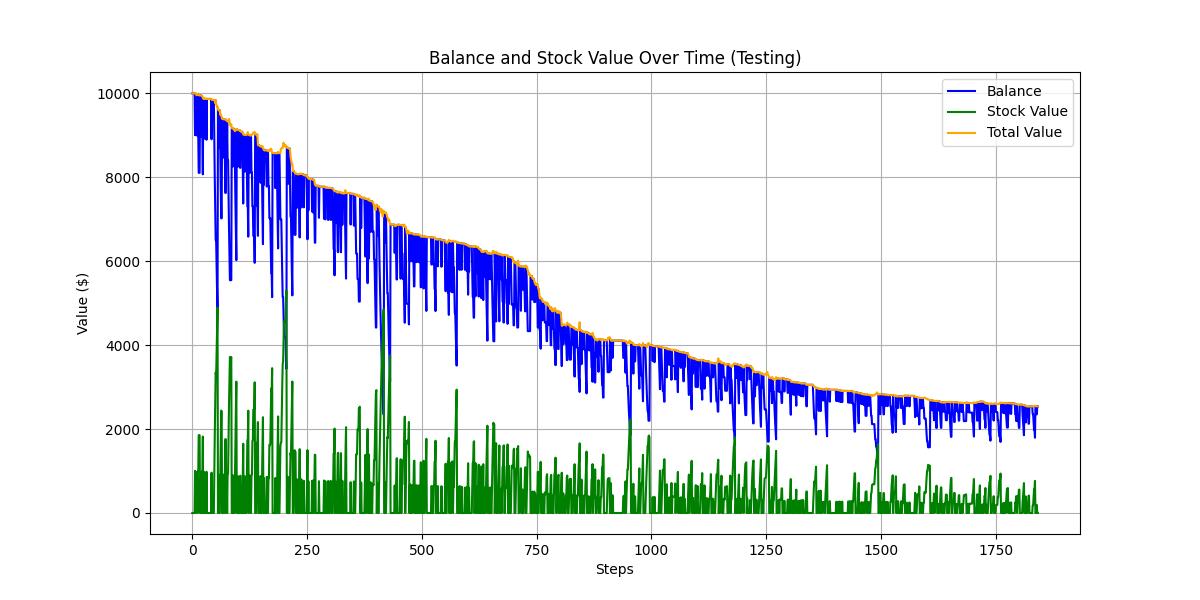 Balance and Stock Value Over Time (Testing)
Balance
Stock Value
Total Value
Value ($)
10000
8000
6000
4000
2000
0
0 250 500 750 1000 1250 1500 1750
Steps